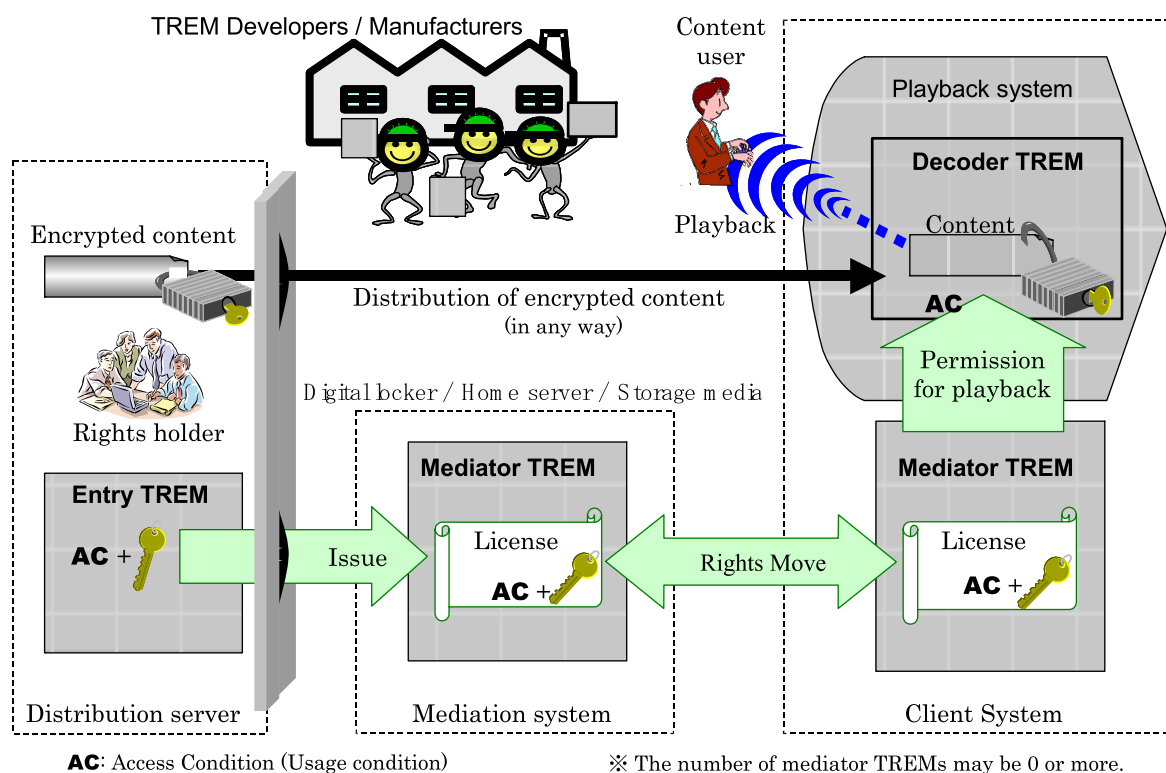 TREM Developers / Manufacturers
Content
user
Playback system
Decoder TREM
Content
AC
Playback
Encrypted content
Distribution of encrypted content
(in any way)
Permission
for playback
Rights holder
Digital locker / Home server / Storage media
Entry TREM
AC +
Issue
Mediator TREM
License
AC +
Rights Move
Mediator TREM
License
AC +
Distribution server
Mediation system
Client System
AC: Access Condition (Usage condition)
※ The number of mediator TREMs may be 0 or more.